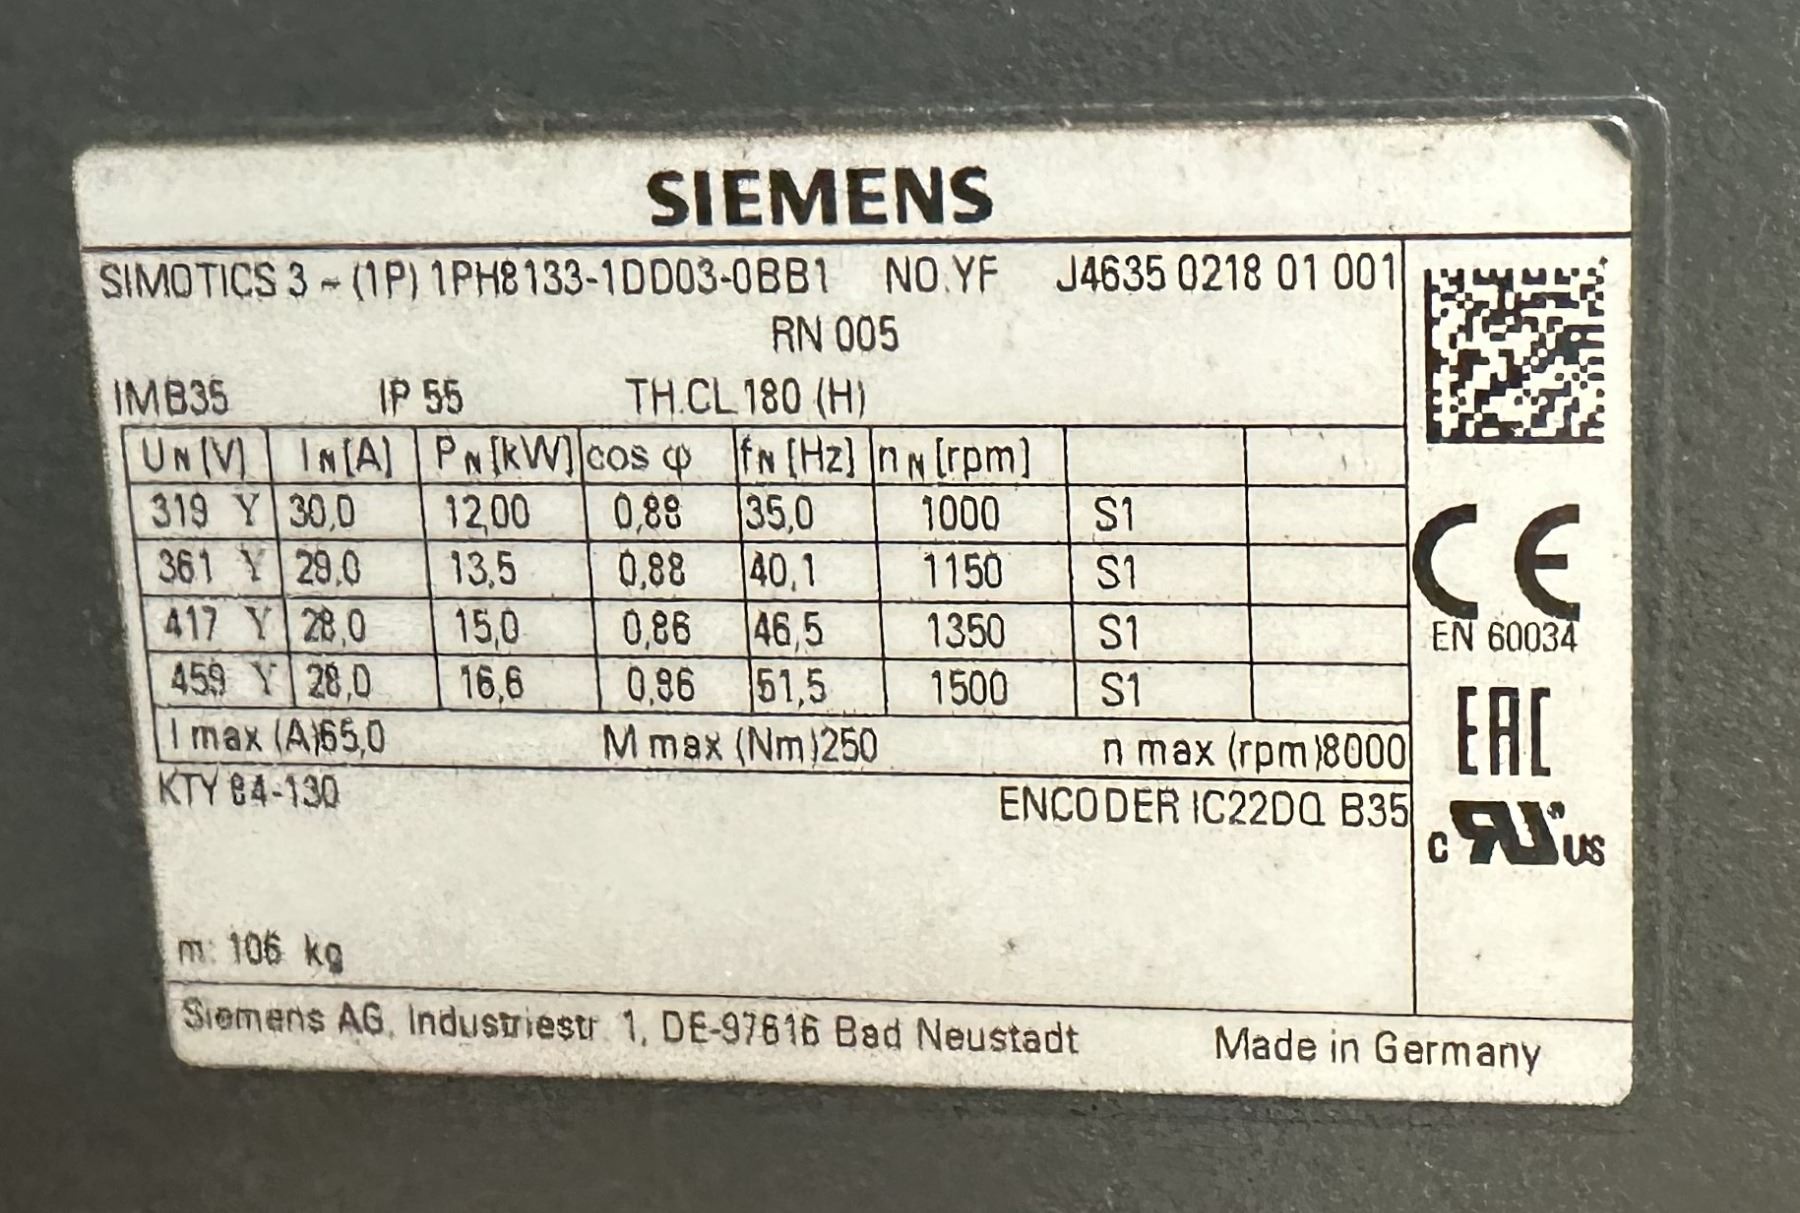 SIEMENS
SIMOTICS 3 ~ (1P) 1PH8133-1DD03-0BB1 NO.YF J4635 0218 01 001
RN 005
IMB35 IP 55 TH.CL 180 (H)
UN [V] IN [A] PN [kW] cos φ fN [Hz] nN [rpm]
319 Y 30,0 12,00 0,88 35,0 1000 S1
361 Y 29,0 13,5 0,88 40,1 1150 S1
417 Y 28,0 15,0 0,86 46,5 1350 S1
459 Y 28,0 16,6 0,86 51,5 1500 S1
I max (A)65,0 M max (Nm)250 n max (rpm)8000
KTY 84-130 ENCODER IC22DQ B35
m: 106 kg
Siemens AG, Industriestr. 1, DE-97616 Bad Neustadt Made in Germany
CE
EN 60034
EAC
c RU ® US